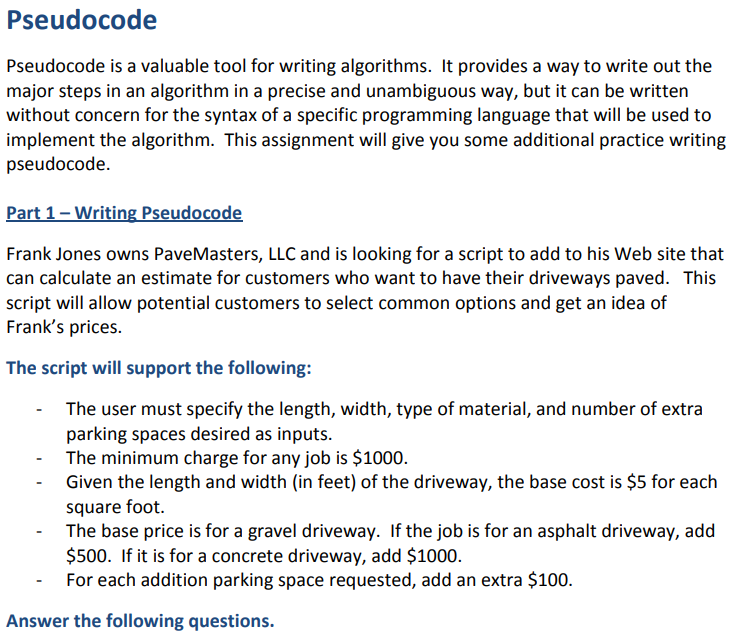 Pseudocode
Pseudocode is a valuable tool for writing algorithms.  It provides a way to write out the
major steps in an algorithm in a precise and unambiguous way, but it can be written
without concern for the syntax of a specific programming language that will be used to
implement the algorithm.  This assignment will give you some additional practice writing
pseudocode.
Part 1 – Writing Pseudocode
Frank Jones owns PaveMasters, LLC and is looking for a script to add to his Web site that
can calculate an estimate for customers who want to have their driveways paved.   This
script will allow potential customers to select common options and get an idea of
Frank's prices.
The script will support the following:
- The user must specify the length, width, type of material, and number of extra
parking spaces desired as inputs.
- The minimum charge for any job is $1000.
- Given the length and width (in feet) of the driveway, the base cost is $5 for each
square foot.
- The base price is for a gravel driveway.  If the job is for an asphalt driveway, add
$500.  If it is for a concrete driveway, add $1000.
- For each addition parking space requested, add an extra $100.
Answer the following questions.